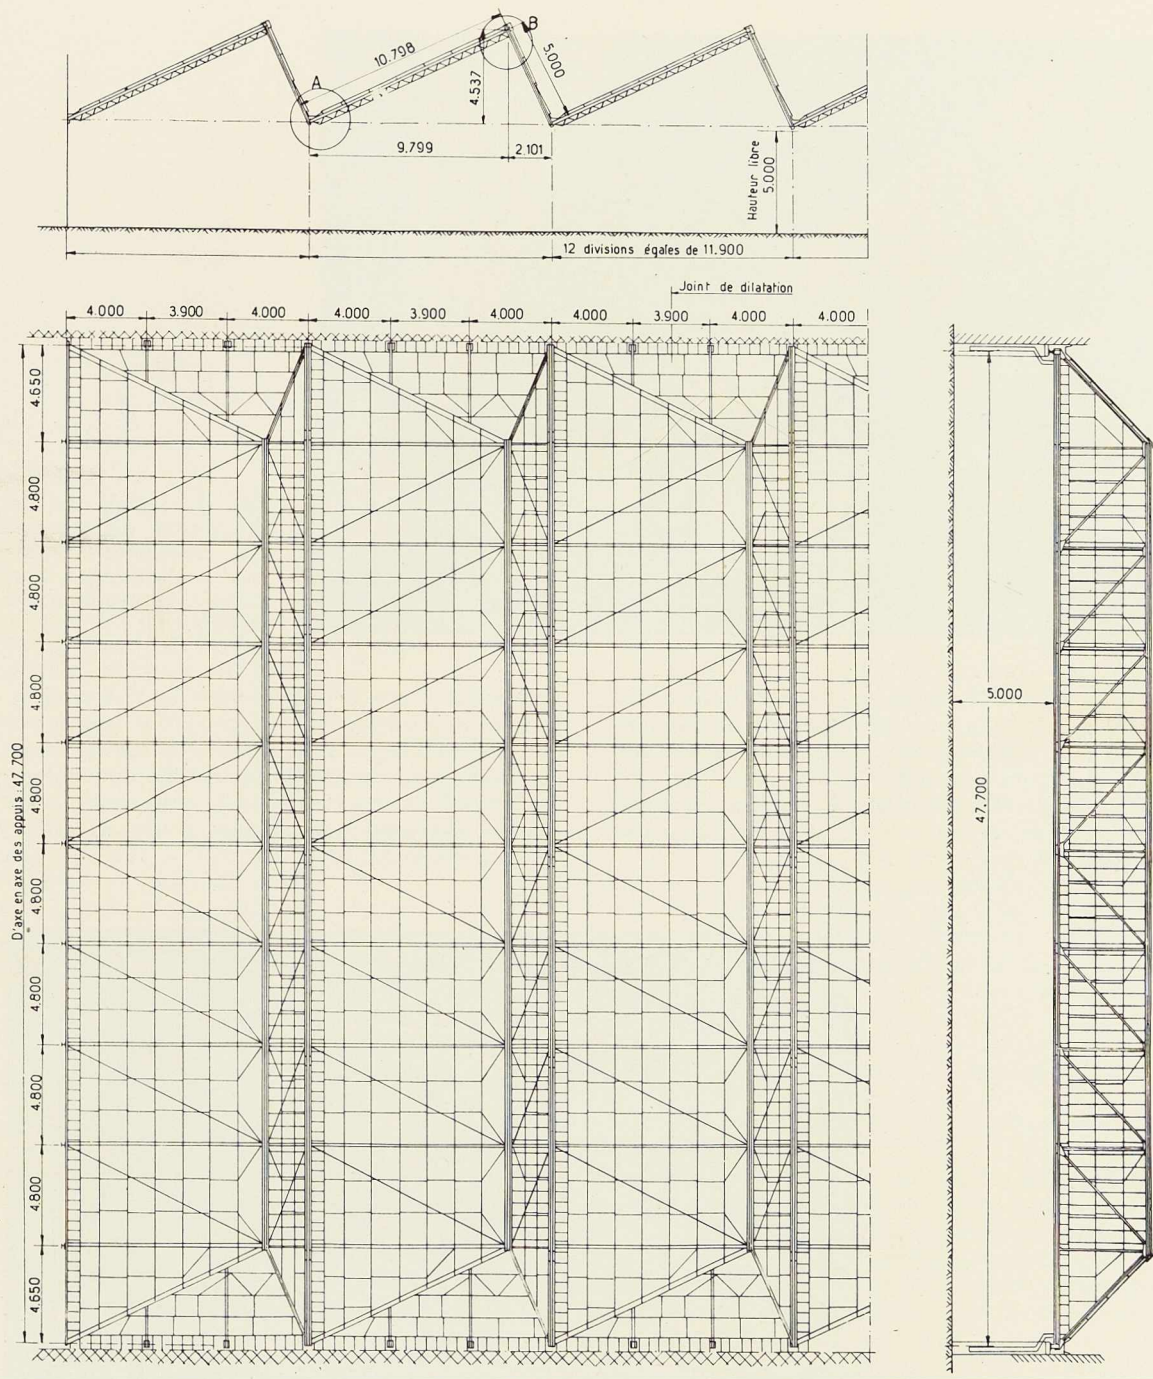 A
10.798
B
5.000
4.537
9.799
2.101
Hauteur libre
5.000
12 divisions égales de 11.900
Joint de dilatation
4.000 3.900 4.000 4.000 3.900 4.000 4.000 3.900 4.000 4.000
4.650
4.800
4.800
4.800
4.800
4.800
4.800
4.800
4.800
4.650
D'axe en axe des appuis : 47.700
5.000
47.700